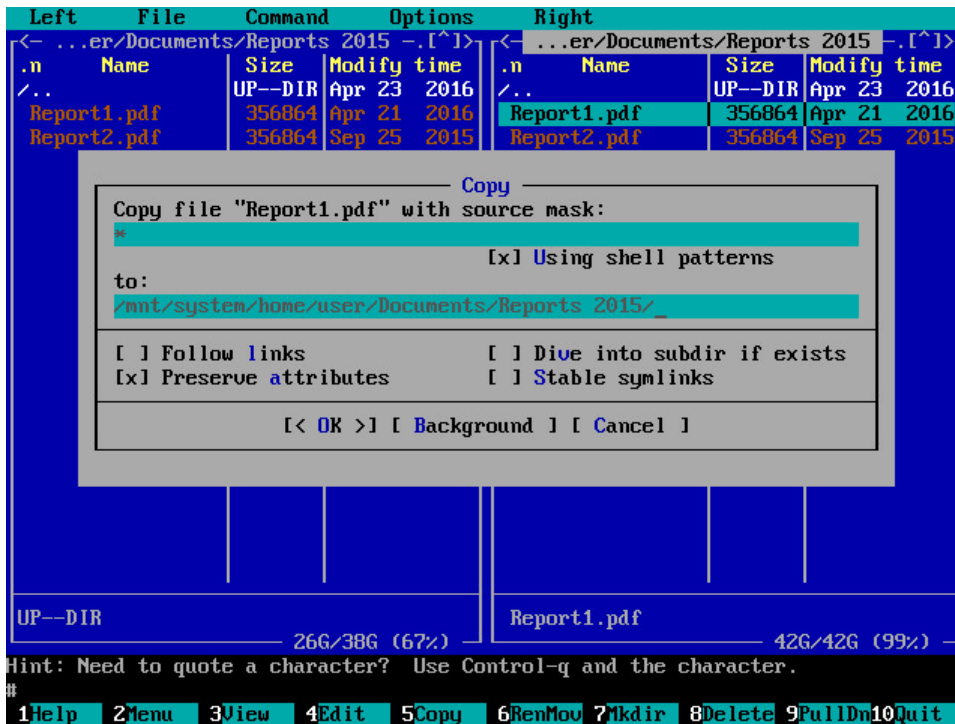 Left File Command Options Right
<─ ...er/Documents/Reports 2015 ─.[^]> <─ ...er/Documents/Reports 2015 ─.[^]>
.n Name Size Modify time .n Name Size Modify time
/.. UP--DIR Apr 23 2016 /.. UP--DIR Apr 23 2016
Report1.pdf 356864 Apr 21 2016 Report1.pdf 356864 Apr 21 2016
Report2.pdf 356864 Sep 25 2015 Report2.pdf 356864 Sep 25 2015
Copy
Copy file "Report1.pdf" with source mask:
*
[x] Using shell patterns
to:
/mnt/system/home/user/Documents/Reports 2015/_
[ ] Follow links [ ] Dive into subdir if exists
[x] Preserve attributes [ ] Stable symlinks
[< OK >] [ Background ] [ Cancel ]
UP--DIR Report1.pdf
26G/38G (67%) 42G/42G (99%)
Hint: Need to quote a character? Use Control-q and the character.
#
1Help 2Menu 3View 4Edit 5Copy 6RenMov 7Mkdir 8Delete 9PullDn 10Quit